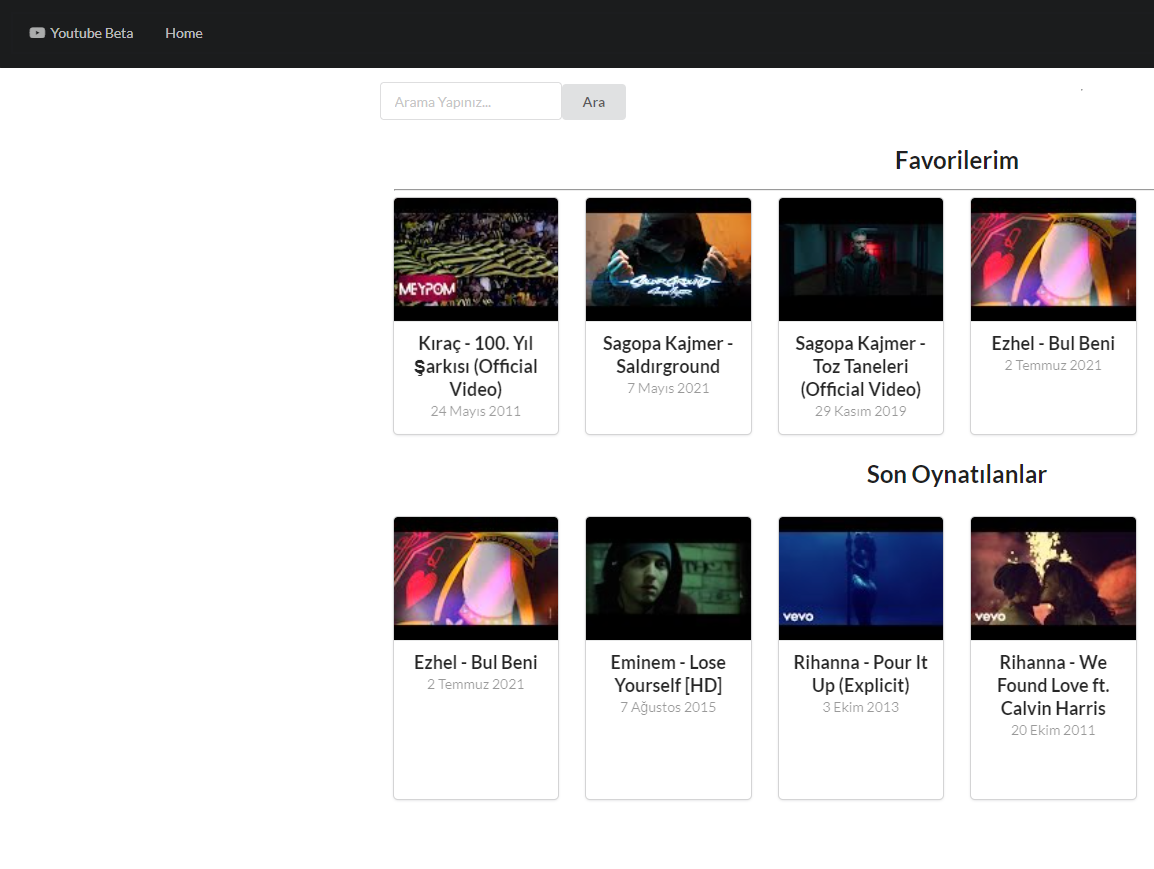 Youtube Beta Home
Arama Yapınız... Ara
Favorilerim
MEYPOM
SALDIRGROUND
Kıraç - 100. Yıl
Şarkısı (Official
Video)
24 Mayıs 2011
Sagopa Kajmer -
Saldırground
7 Mayıs 2021
Sagopa Kajmer -
Toz Taneleri
(Official Video)
29 Kasım 2019
Ezhel - Bul Beni
2 Temmuz 2021
Son Oynatılanlar
vevo
vevo
Ezhel - Bul Beni
2 Temmuz 2021
Eminem - Lose
Yourself [HD]
7 Ağustos 2015
Rihanna - Pour It
Up (Explicit)
3 Ekim 2013
Rihanna - We
Found Love ft.
Calvin Harris
20 Ekim 2011